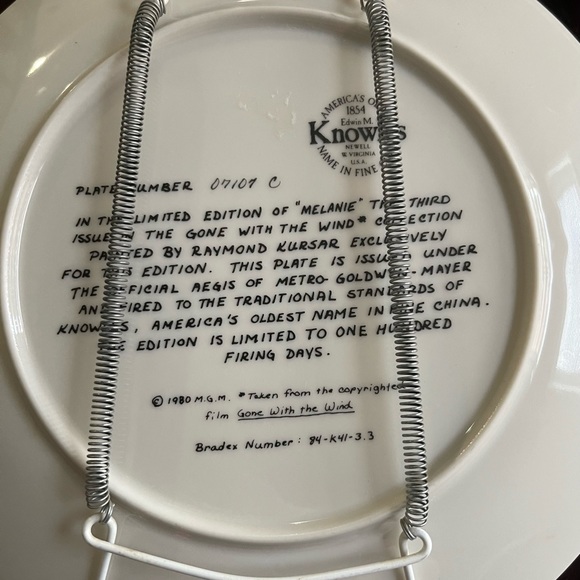 AMERICA'S
1854
Edwin M.
Knowles
NEWELL
W. VIRGINIA
U.S.A.
NAME IN FINE
PLATE NUMBER 07107 C
IN THE LIMITED EDITION OF "MELANIE" THE THIRD
ISSUE IN THE GONE WITH THE WIND* COLLECTION
PAINTED BY RAYMOND KURSAR EXCLUSIVELY
FOR THIS EDITION. THIS PLATE IS ISSUED UNDER
THE OFFICIAL AEGIS OF METRO-GOLDWYN-MAYER
AND FIRED TO THE TRADITIONAL STANDARDS OF
KNOWLES, AMERICA'S OLDEST NAME IN FINE CHINA.
THE EDITION IS LIMITED TO ONE HUNDRED
FIRING DAYS.
© 1980 M.G.M. *Taken from the copyrighted
film Gone With the Wind
Bradex Number: 84-K41-3.3